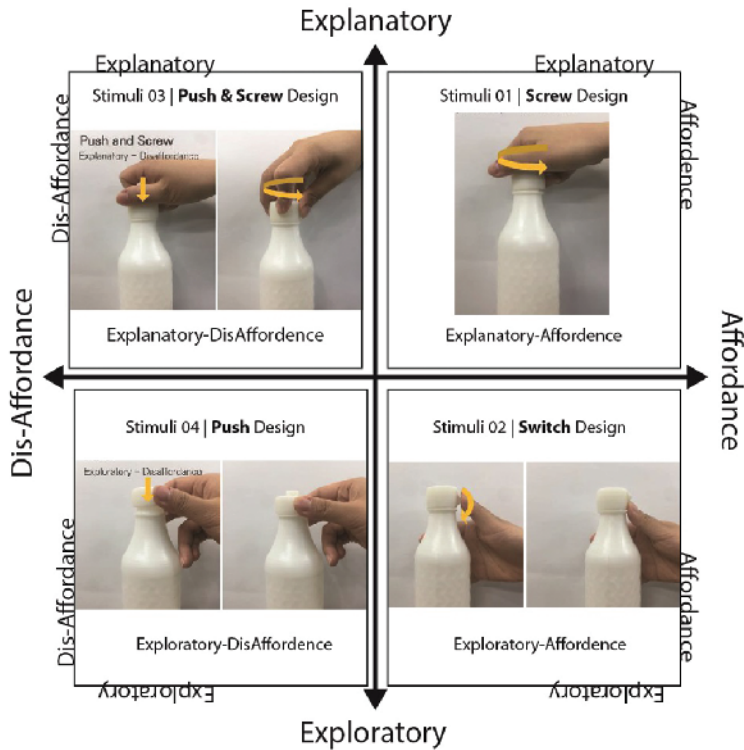 Explanatory
Explanatory
Explanatory
Stimuli 03 | Push & Screw Design
Stimuli 01 | Screw Design
Dis-Affordance
Affordence
Push and Screw
Explanatory – Disaffordance
Explanatory-DisAffordence
Explanatory-Affordence
Dis-Affordance
Affordance
Stimuli 04 | Push Design
Stimuli 02 | Switch Design
Exploratory – Disaffordance
Dis-Affordance
Affordance
Exploratory-DisAffordence
Exploratory-Affordence
Exploratory
Exploratory
Exploratory